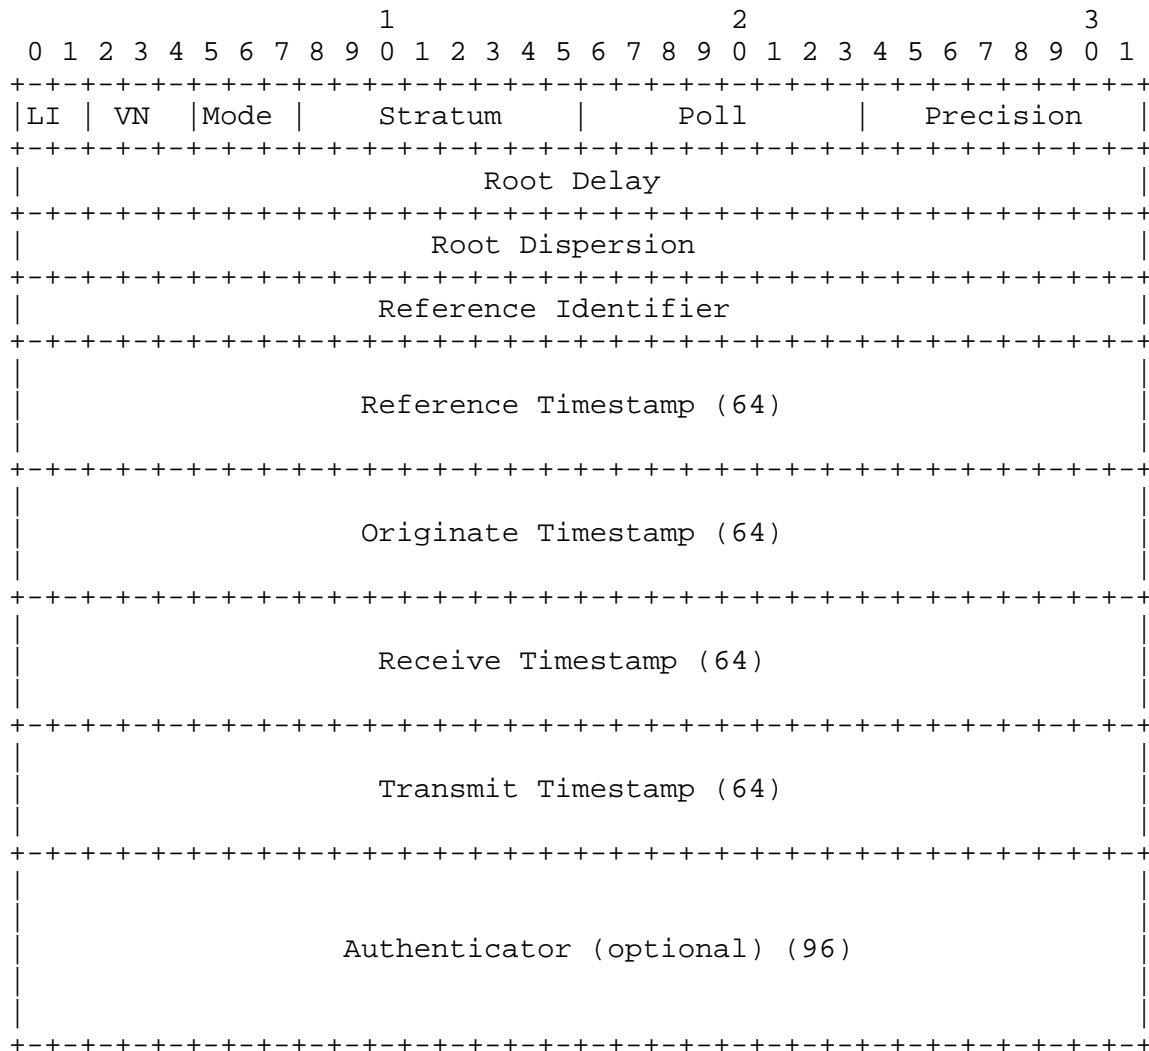 1                   2                   3
 0 1 2 3 4 5 6 7 8 9 0 1 2 3 4 5 6 7 8 9 0 1 2 3 4 5 6 7 8 9 0 1
+-+-+-+-+-+-+-+-+-+-+-+-+-+-+-+-+-+-+-+-+-+-+-+-+-+-+-+-+-+-+-+-+
|LI | VN  |Mode |    Stratum    |     Poll      |   Precision   |
+-+-+-+-+-+-+-+-+-+-+-+-+-+-+-+-+-+-+-+-+-+-+-+-+-+-+-+-+-+-+-+-+
|                          Root Delay                           |
+-+-+-+-+-+-+-+-+-+-+-+-+-+-+-+-+-+-+-+-+-+-+-+-+-+-+-+-+-+-+-+-+
|                       Root Dispersion                         |
+-+-+-+-+-+-+-+-+-+-+-+-+-+-+-+-+-+-+-+-+-+-+-+-+-+-+-+-+-+-+-+-+
|                    Reference Identifier                       |
+-+-+-+-+-+-+-+-+-+-+-+-+-+-+-+-+-+-+-+-+-+-+-+-+-+-+-+-+-+-+-+-+
|                                                               |
|                   Reference Timestamp (64)                    |
|                                                               |
+-+-+-+-+-+-+-+-+-+-+-+-+-+-+-+-+-+-+-+-+-+-+-+-+-+-+-+-+-+-+-+-+
|                                                               |
|                   Originate Timestamp (64)                    |
|                                                               |
+-+-+-+-+-+-+-+-+-+-+-+-+-+-+-+-+-+-+-+-+-+-+-+-+-+-+-+-+-+-+-+-+
|                                                               |
|                    Receive Timestamp (64)                     |
|                                                               |
+-+-+-+-+-+-+-+-+-+-+-+-+-+-+-+-+-+-+-+-+-+-+-+-+-+-+-+-+-+-+-+-+
|                                                               |
|                    Transmit Timestamp (64)                    |
|                                                               |
+-+-+-+-+-+-+-+-+-+-+-+-+-+-+-+-+-+-+-+-+-+-+-+-+-+-+-+-+-+-+-+-+
|                                                               |
|                                                               |
|                  Authenticator (optional) (96)                |
|                                                               |
|                                                               |
+-+-+-+-+-+-+-+-+-+-+-+-+-+-+-+-+-+-+-+-+-+-+-+-+-+-+-+-+-+-+-+-+